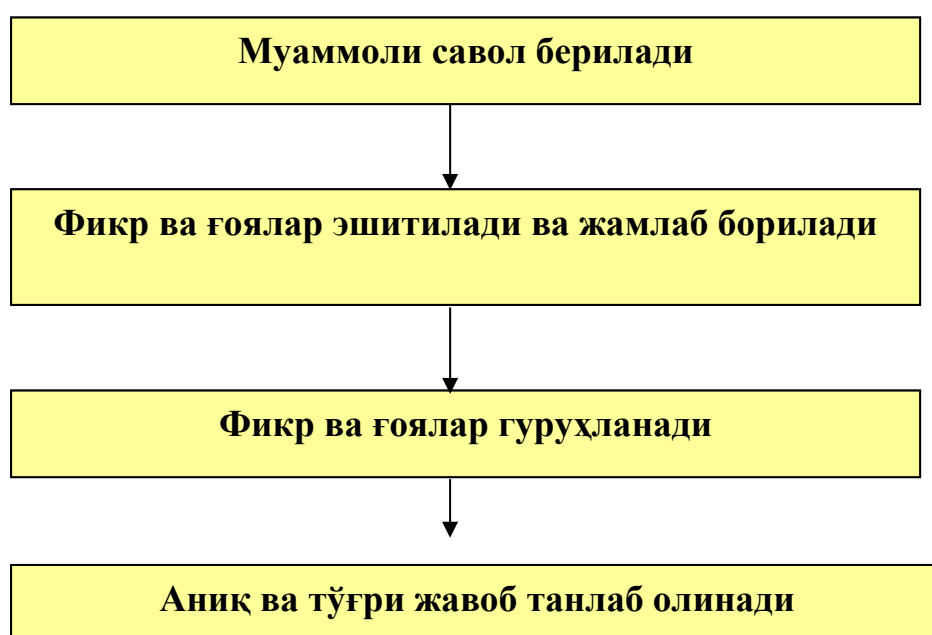 Муаммоли савол берилади
Фикр ва ғоялар эшитилади ва жамлаб борилади
Фикр ва ғоялар гуруҳланади
Аниқ ва тўғри жавоб танлаб олинади